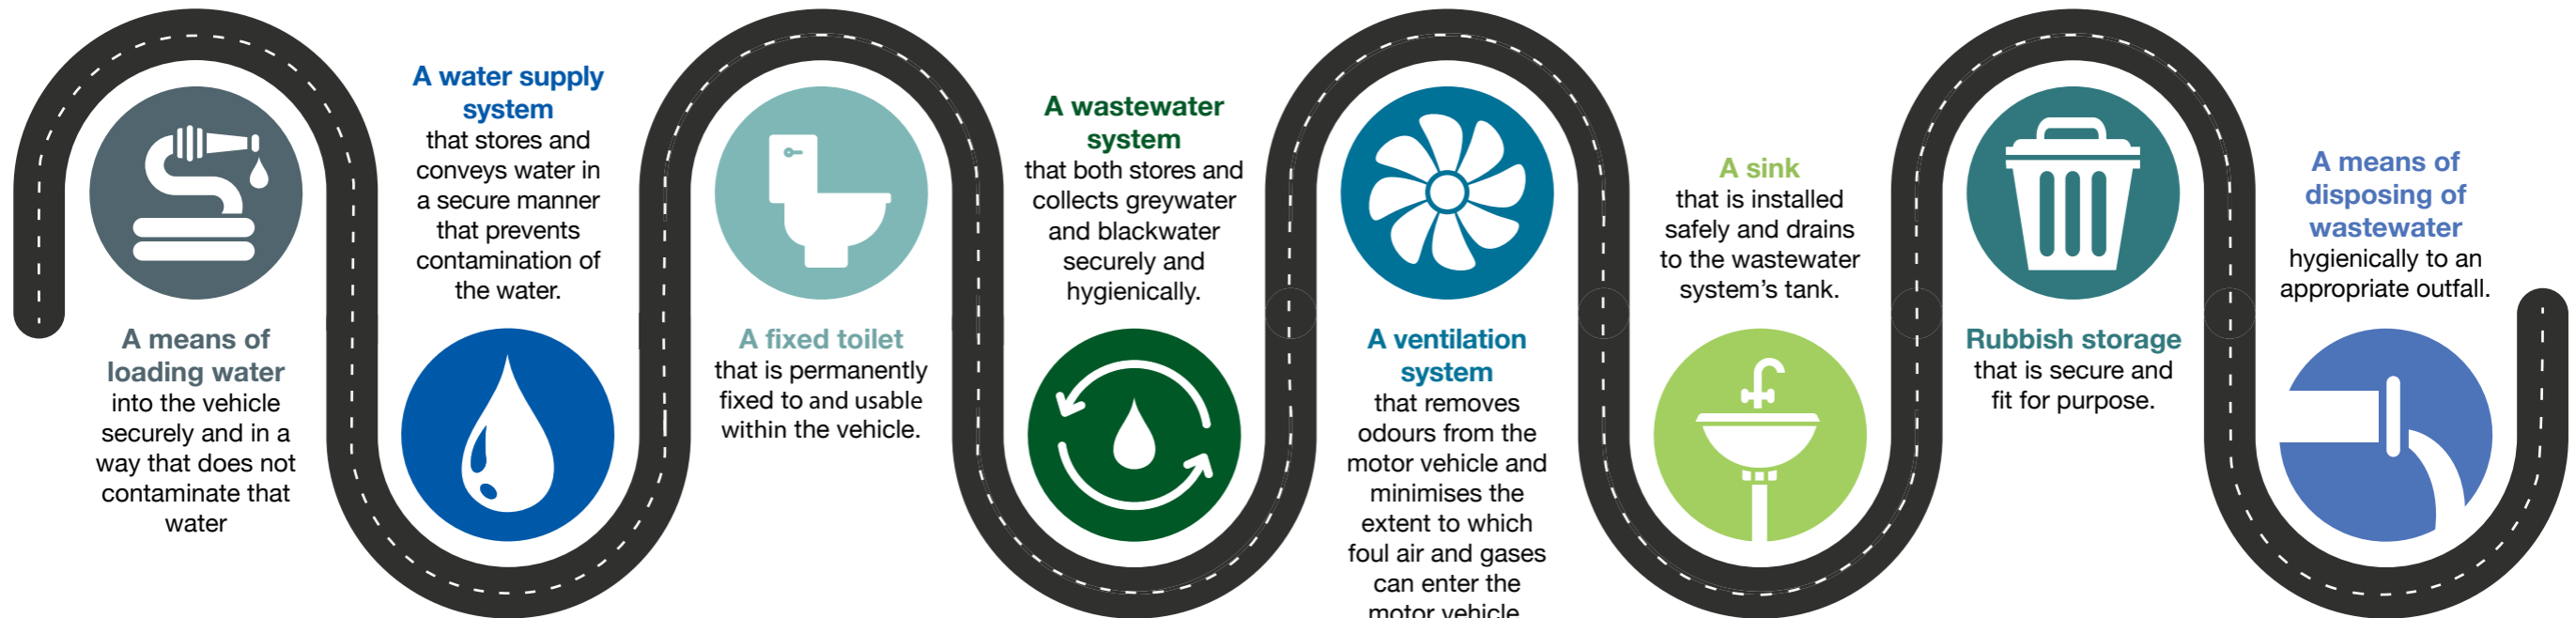 A means of
loading water
into the vehicle
securely and in a
way that does not
contaminate that
water
A water supply
system
that stores and
conveys water in
a secure manner
that prevents
contamination of
the water.
A fixed toilet
that is permanently
fixed to and usable
within the vehicle.
A wastewater
system
that both stores and
collects greywater
and blackwater
securely and
hygienically.
A ventilation
system
that removes
odours from the
motor vehicle and
minimises the
extent to which
foul air and gases
can enter the
motor vehicle
A sink
that is installed
safely and drains
to the wastewater
system’s tank.
Rubbish storage
that is secure and
fit for purpose.
A means of
disposing of
wastewater
hygienically to an
appropriate outfall.